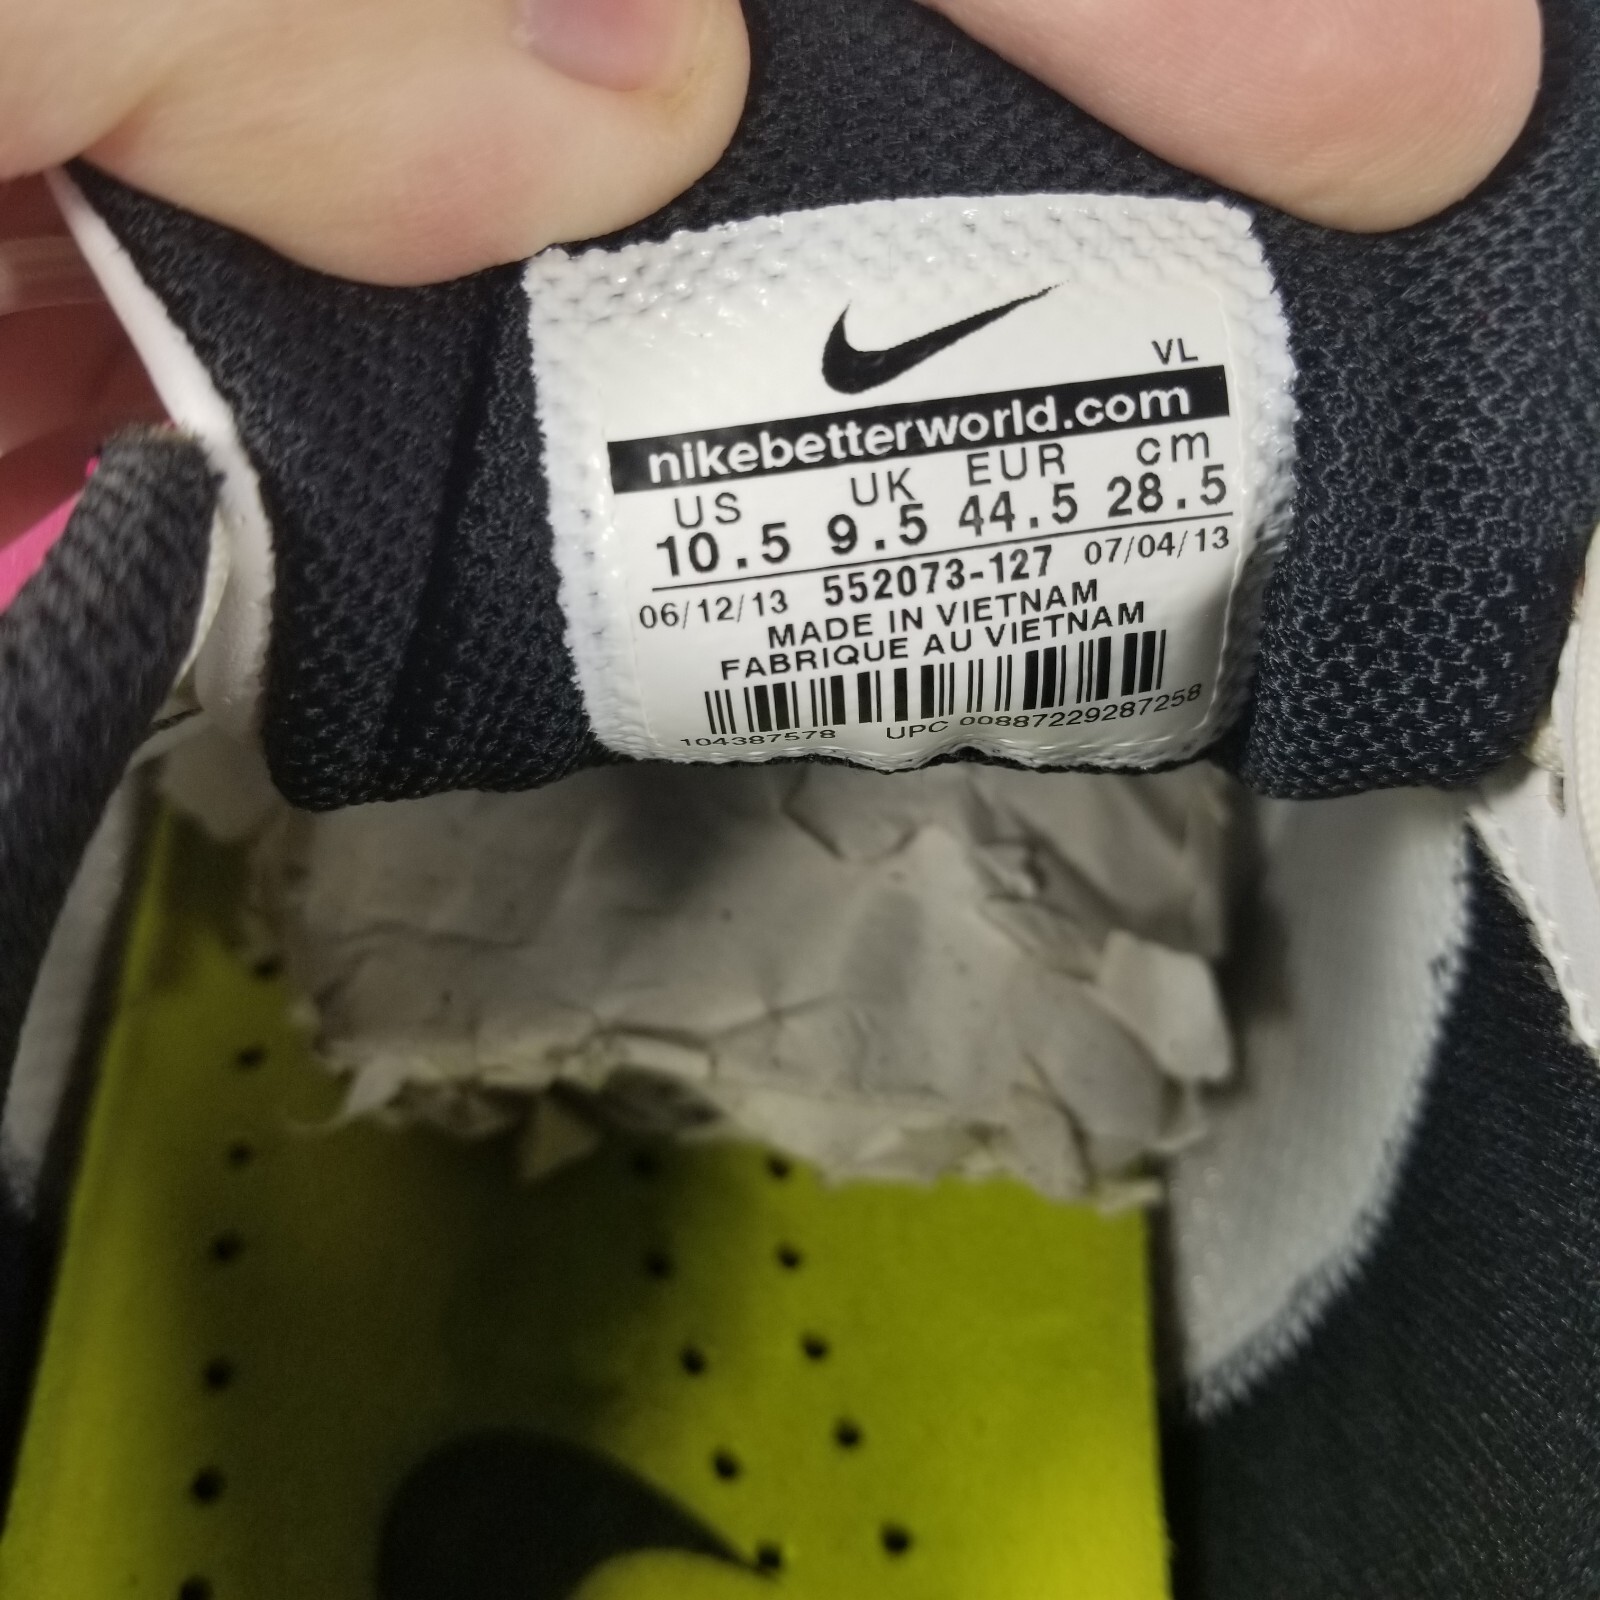 VL
nikebetterworld.com
US UK EUR cm
10.5 9.5 44.5 28.5
06/12/13 552073-127 07/04/13
MADE IN VIETNAM
FABRIQUE AU VIETNAM
104387578 UPC 00887229287258